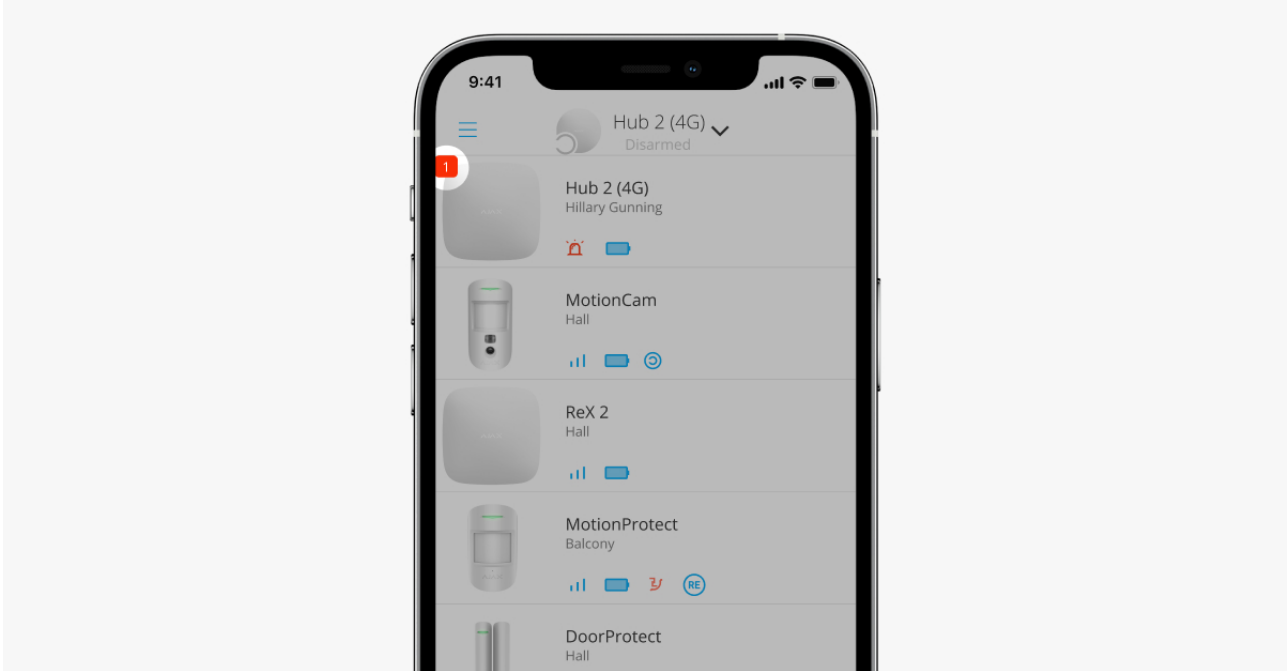 9:41
Hub 2 (4G)
Disarmed
1
Hub 2 (4G)
Hillary Gunning
MotionCam
Hall
ReX 2
Hall
MotionProtect
Balcony
RE
DoorProtect
Hall